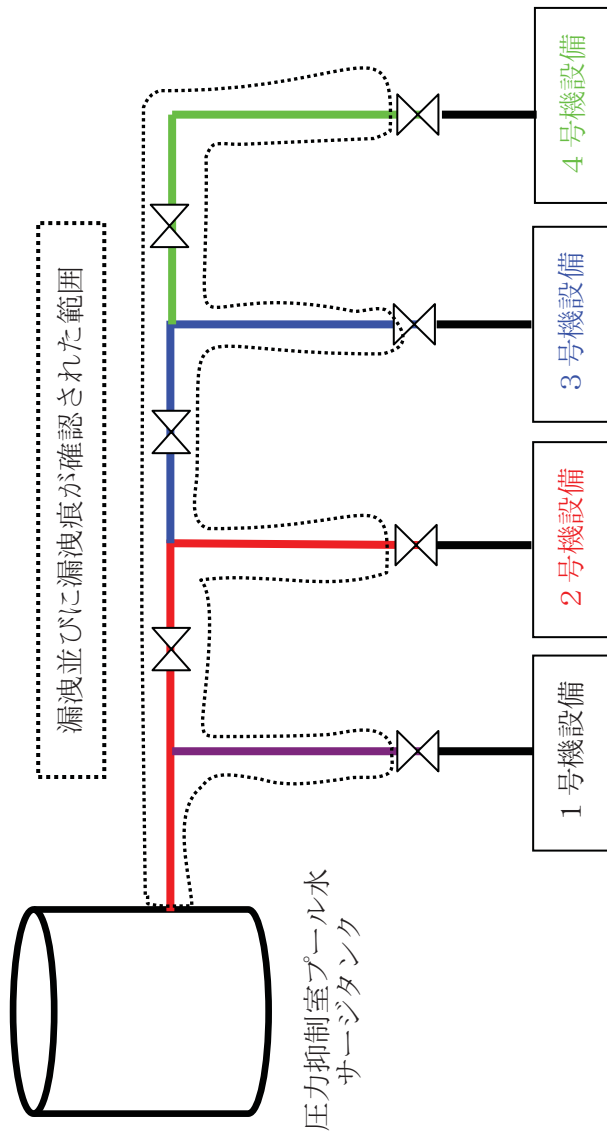 漏洩並びに漏洩痕が確認された範囲
圧力抑制室プール水
サージタンク
１号機設備
２号機設備
３号機設備
４号機設備